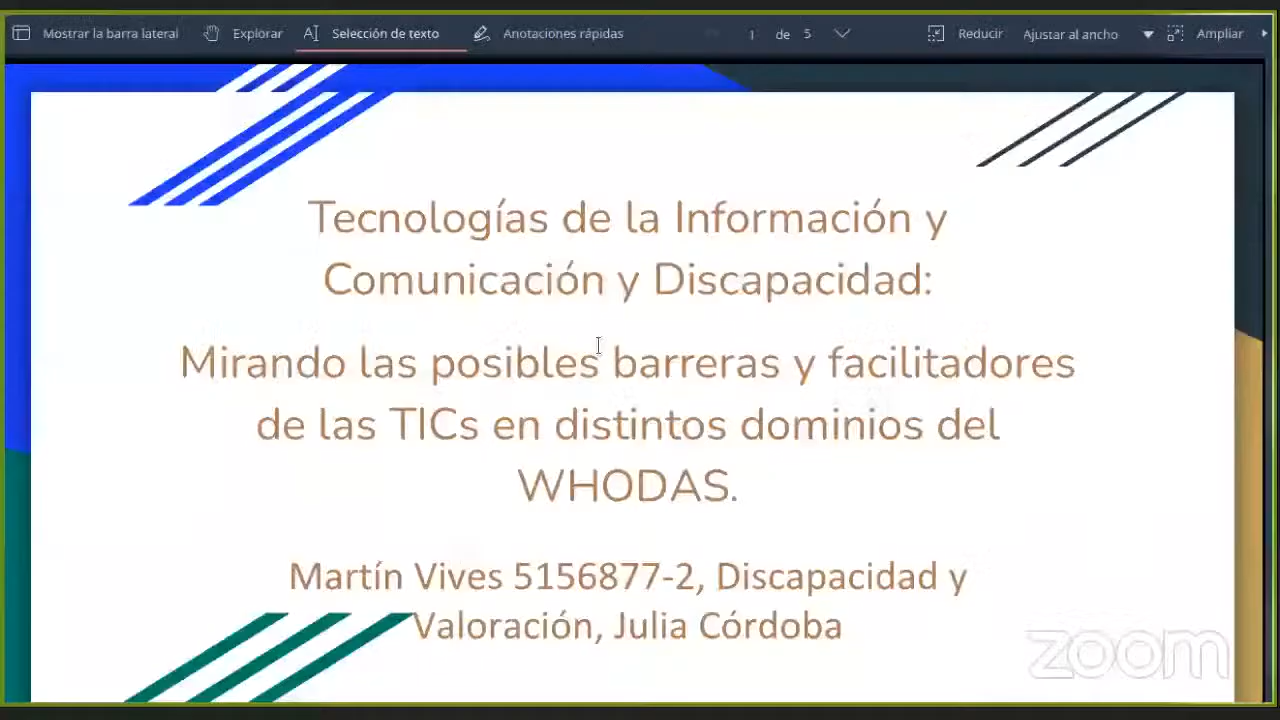 Mostrar la barra lateral Explorar Selección de texto Anotaciones rápidas 1 de 5 Reducir Ajustar al ancho Ampliar
Tecnologías de la Información y
Comunicación y Discapacidad:
Mirando las posibles barreras y facilitadores
de las TICs en distintos dominios del
WHODAS.
Martín Vives 5156877-2, Discapacidad y
Valoración, Julia Córdoba
zoom